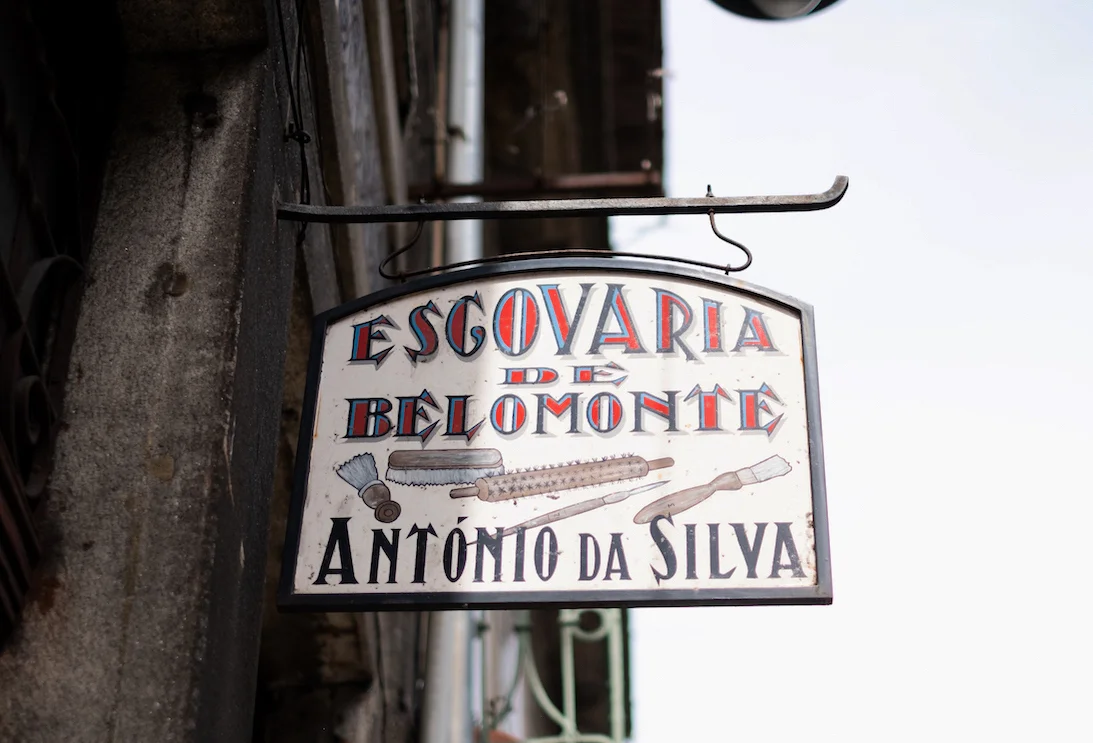 ESCOVARIA
DE
BELOMONTE
ANTÓNIO DA SILVA